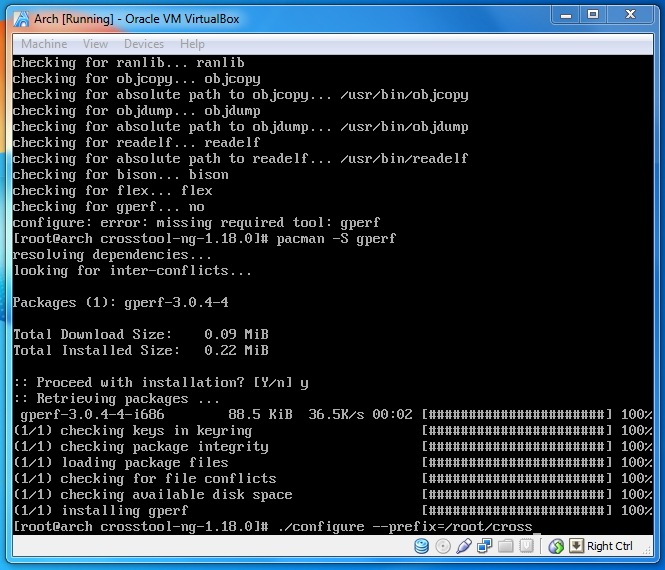 Arch [Running] - Oracle VM VirtualBox
Machine View Devices Help
checking for ranlib... ranlib
checking for objcopy... objcopy
checking for absolute path to objcopy... /usr/bin/objcopy
checking for objdump... objdump
checking for absolute path to objdump... /usr/bin/objdump
checking for readelf... readelf
checking for absolute path to readelf... /usr/bin/readelf
checking for bison... bison
checking for flex... flex
checking for gperf... no
configure: error: missing required tool: gperf
[root@arch crosstool-ng-1.18.0]# pacman -S gperf
resolving dependencies...
looking for inter-conflicts...
Packages (1): gperf-3.0.4-4
Total Download Size:    0.09 MiB
Total Installed Size:   0.22 MiB
:: Proceed with installation? [Y/n] y
:: Retrieving packages ...
gperf-3.0.4-4-i686       88.5 KiB  36.5K/s 00:02 [######################] 100%
(1/1) checking keys in keyring                     [######################] 100%
(1/1) checking package integrity                   [######################] 100%
(1/1) loading package files                        [######################] 100%
(1/1) checking for file conflicts                  [######################] 100%
(1/1) checking available disk space                [######################] 100%
(1/1) installing gperf                             [######################] 100%
[root@arch crosstool-ng-1.18.0]# ./configure --prefix=/root/cross_
Right Ctrl